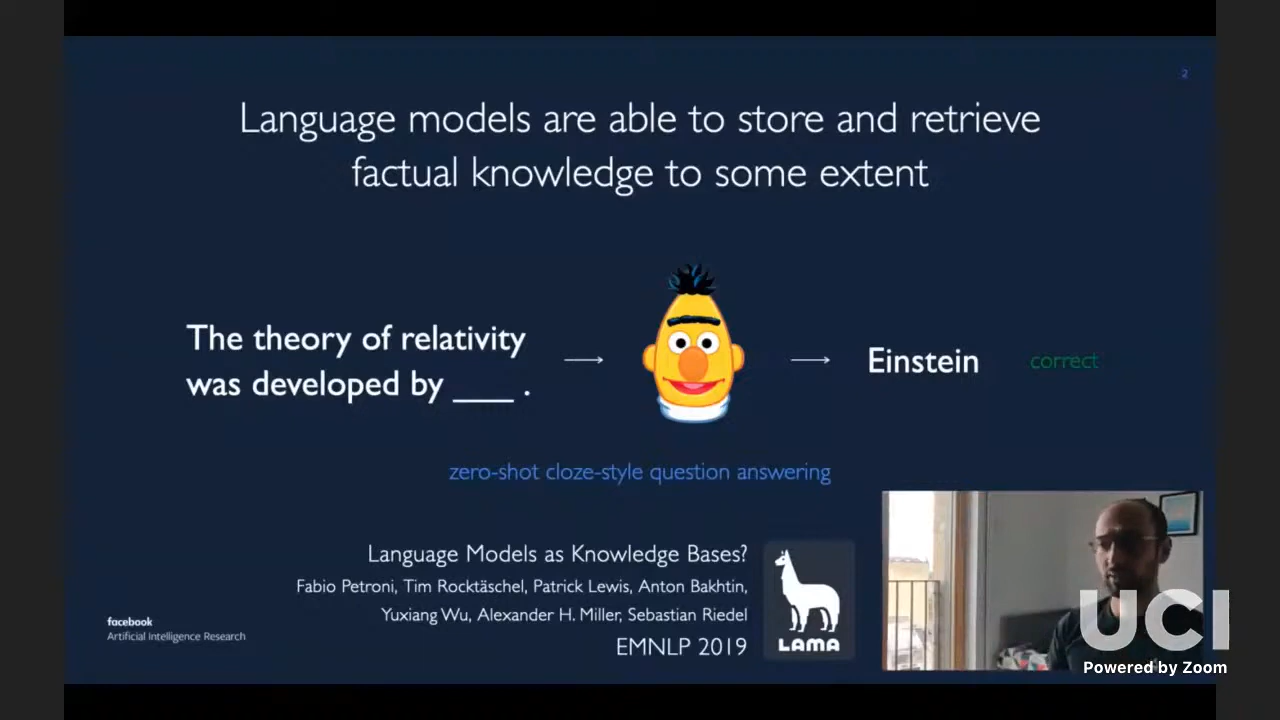 2
Language models are able to store and retrieve
factual knowledge to some extent
The theory of relativity
was developed by ___ .
Einstein
correct
zero-shot cloze-style question answering
Language Models as Knowledge Bases?
Fabio Petroni, Tim Rocktäschel, Patrick Lewis, Anton Bakhtin,
Yuxiang Wu, Alexander H. Miller, Sebastian Riedel
EMNLP 2019
LAMA
facebook
Artificial Intelligence Research
UCI
Powered by Zoom